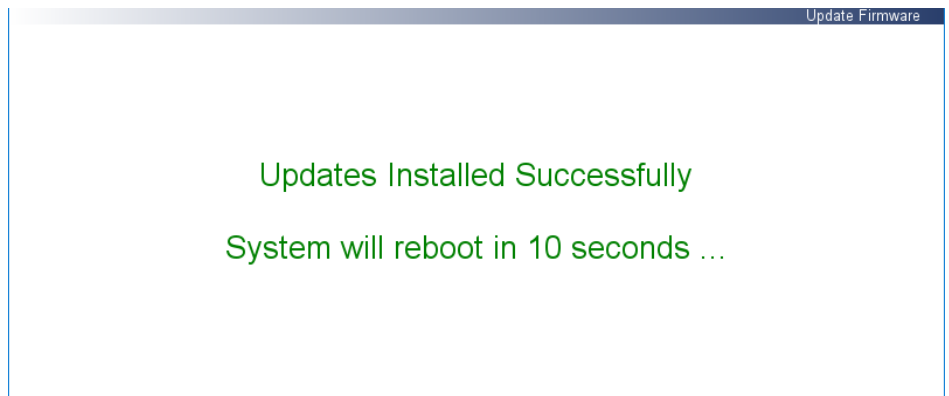 Update Firmware
Updates Installed Successfully
System will reboot in 10 seconds ...